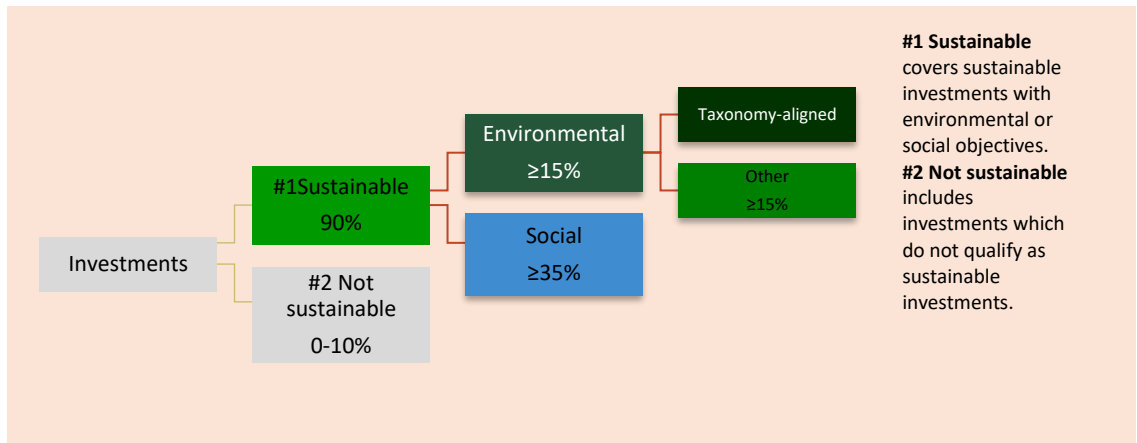 Investments
#1Sustainable
90%
#2 Not
sustainable
0-10%
Environmental
≥15%
Social
≥35%
Taxonomy-aligned
Other
≥15%
#1 Sustainable
covers sustainable
investments with
environmental or
social objectives.
#2 Not sustainable
includes
investments which
do not qualify as
sustainable
investments.